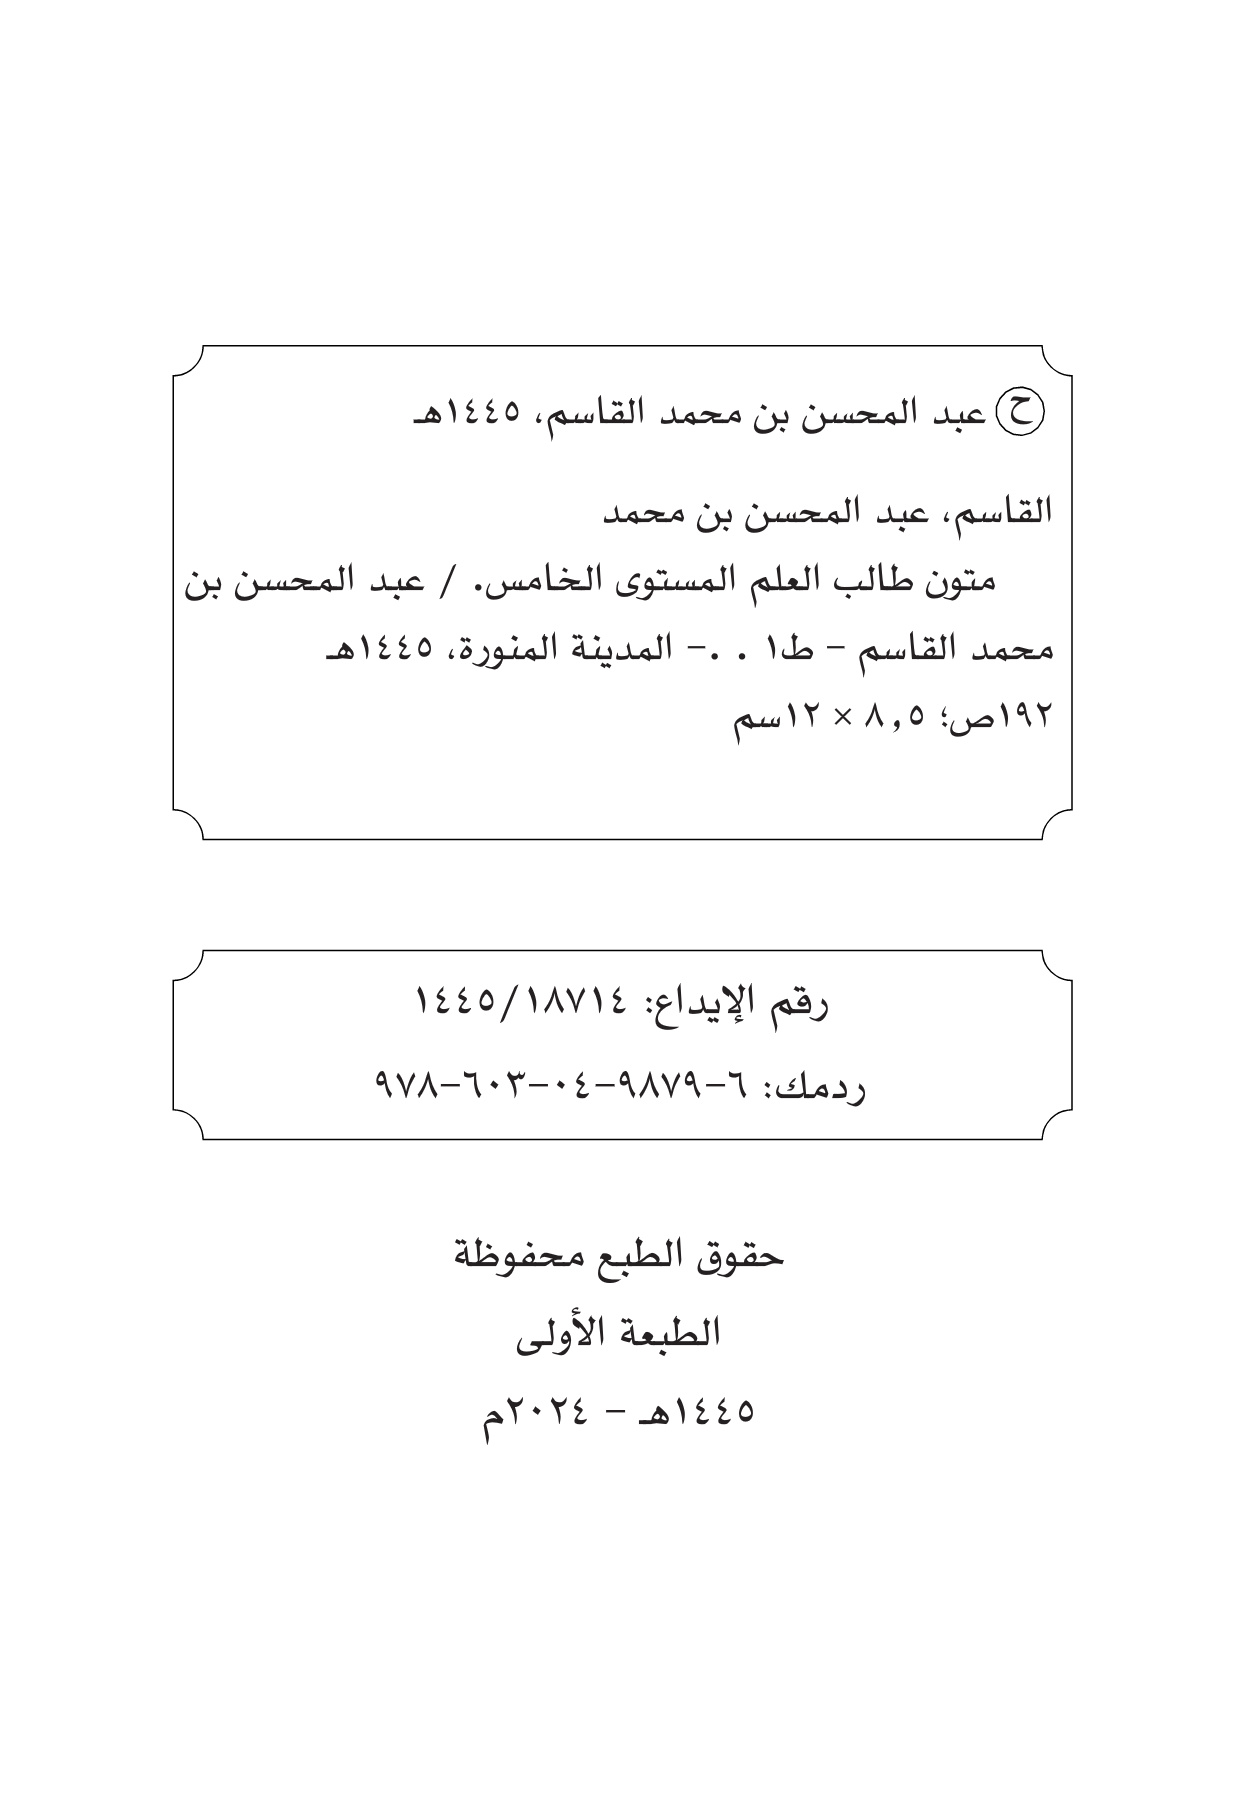 ح عبد المحسن بن محمد القاسم، ١٤٤٥هـ
القاسم، عبد المحسن بن محمد
متون طالب العلم المستوى الخامس. / عبد المحسن بن
محمد القاسم – ط١ . .– المدينة المنورة، ١٤٤٥هـ
١٩٢ص؛ ٨,٥ × ١٢سم
رقم الإيداع: ١٤٤٥/١٨٧١٤
ردمك: ٦–٩٨٧٩–٠٤–٦٠٣–٩٧٨
حقوق الطبع محفوظة
الطبعة الأولى
١٤٤٥هـ – ٢٠٢٤م